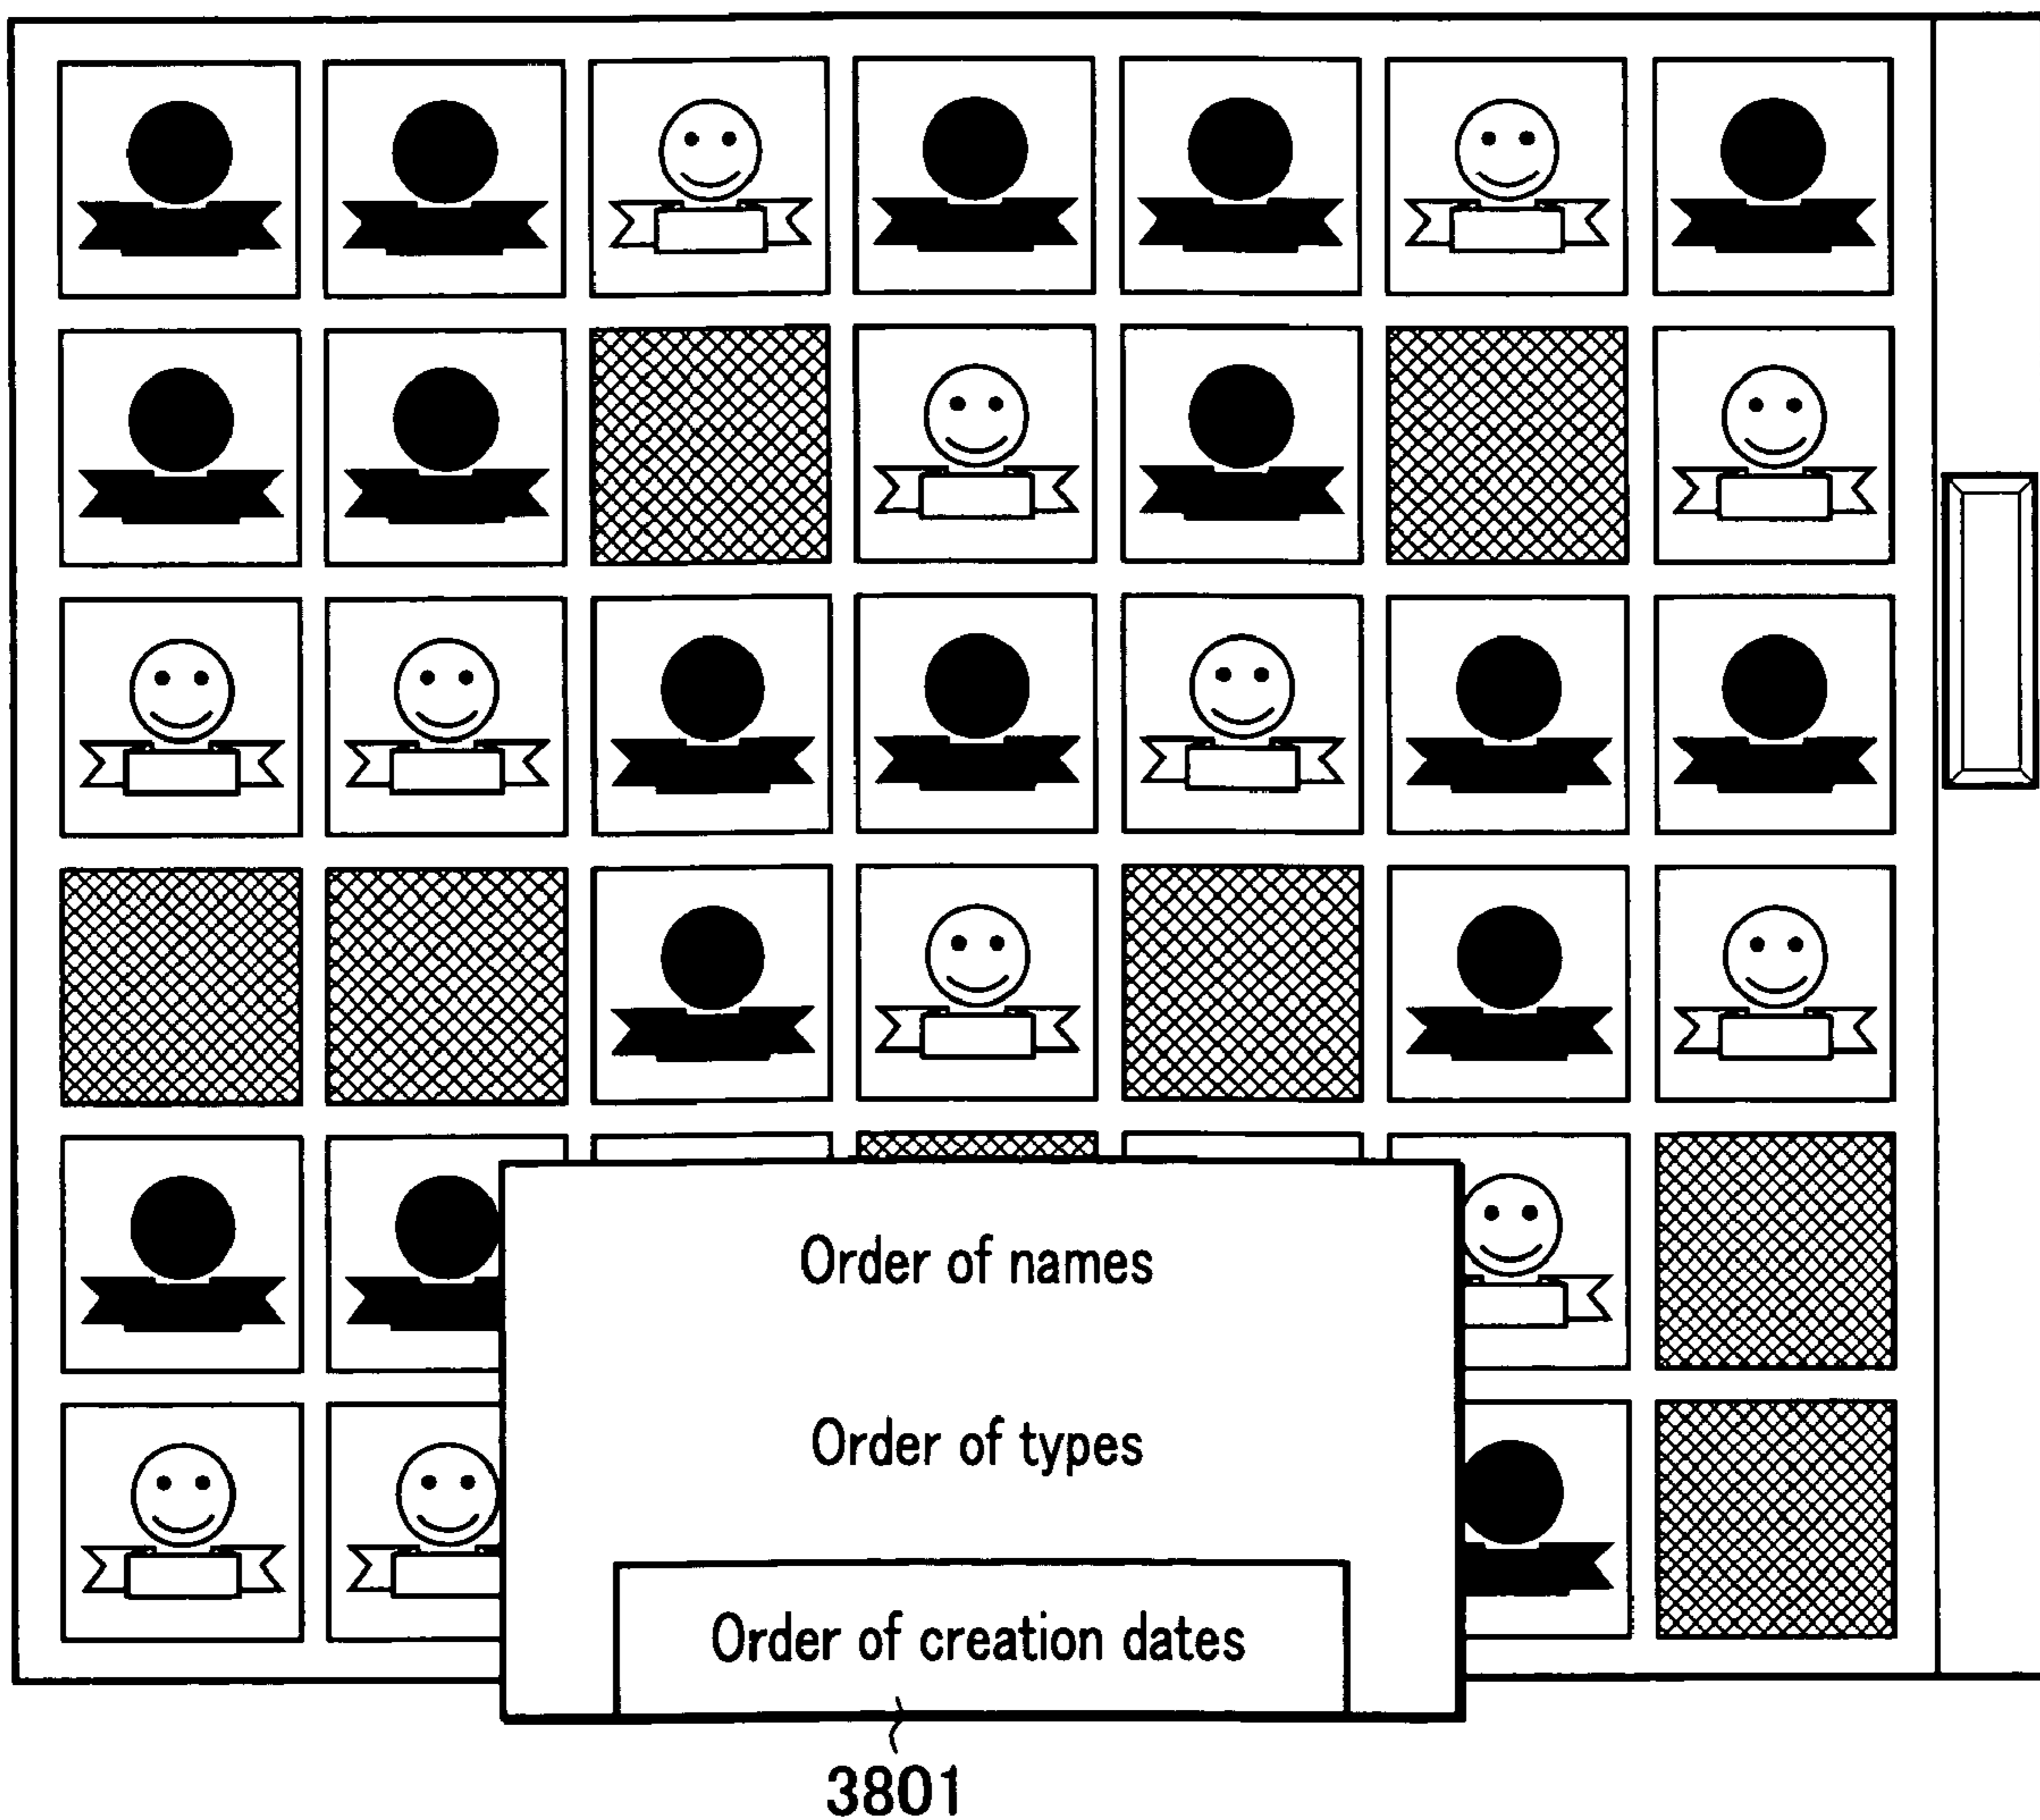 Order of names
Order of types
Order of creation dates
3801